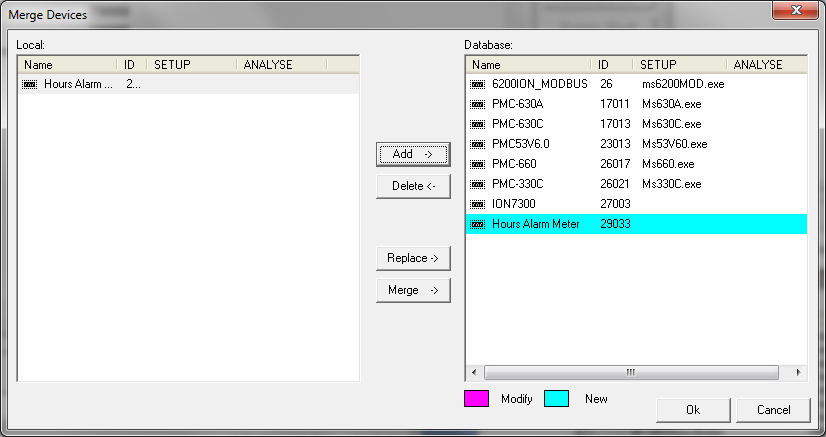 Merge Devices
Local:
Name ID SETUP ANALYSE
Hours Alarm ... 2...
Add ->
Delete <-
Replace ->
Merge ->
Database:
Name ID SETUP ANALYSE
6200ION_MODBUS 26 ms6200MOD.exe
PMC-630A 17011 Ms630A.exe
PMC-630C 17013 Ms630C.exe
PMC53V6.0 23013 Ms53V60.exe
PMC-660 26017 Ms660.exe
PMC-330C 26021 Ms330C.exe
ION7300 27003
Hours Alarm Meter 29033
Modify New
Ok Cancel